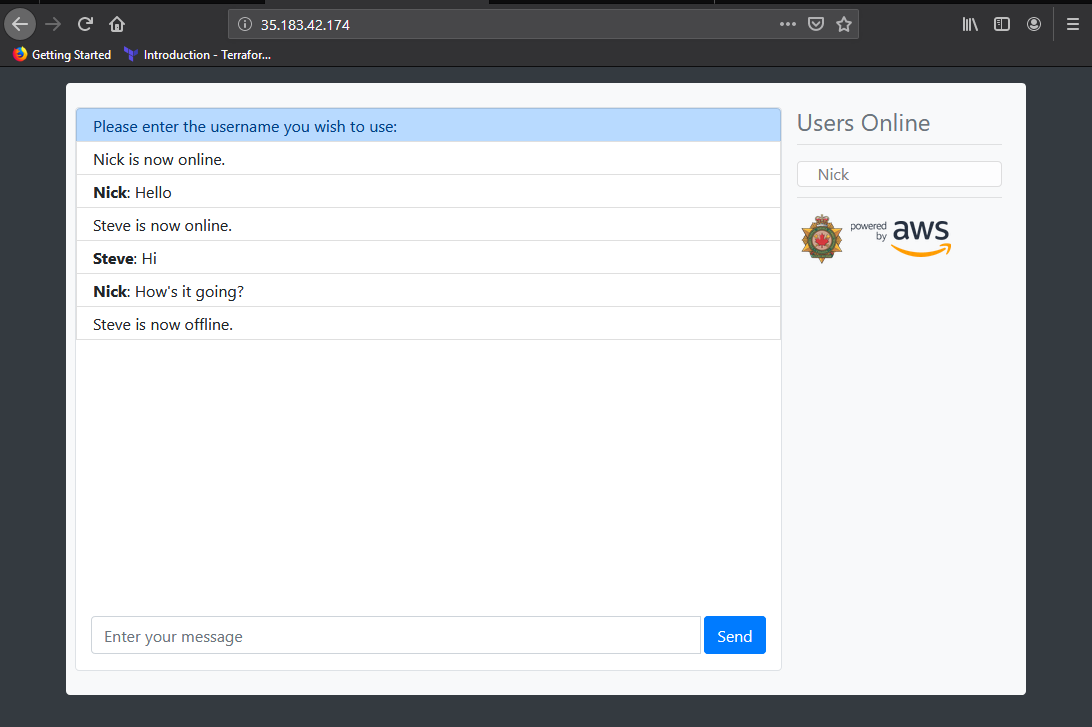 35.183.42.174
Getting Started
Introduction - Terrafor...
Please enter the username you wish to use:
Nick is now online.
Nick: Hello
Steve is now online.
Steve: Hi
Nick: How's it going?
Steve is now offline.
Enter your message
Send
Users Online
Nick
powered
by
aws